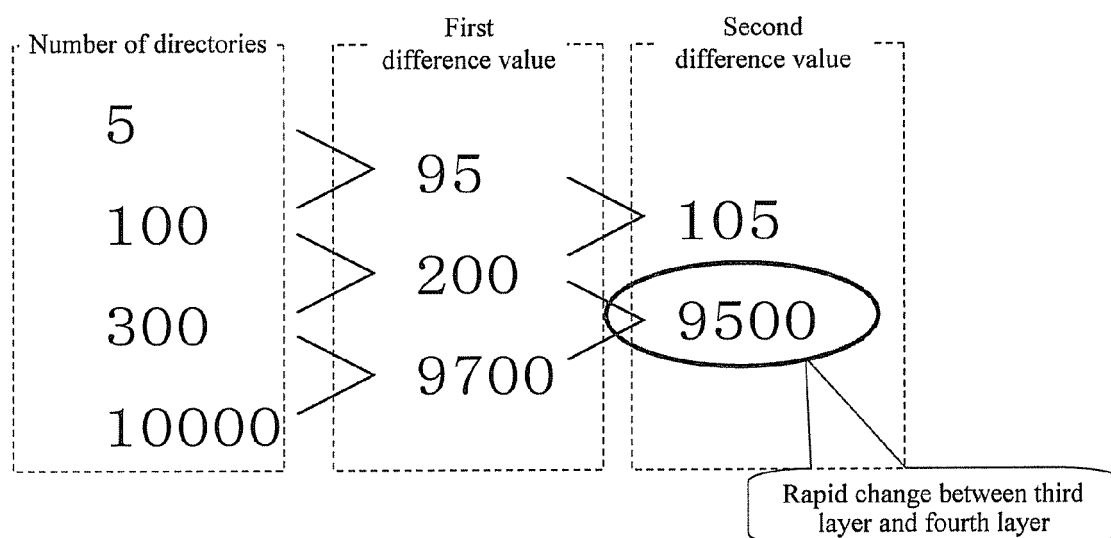 Number of directories
First
difference value
Second
difference value
5
100
300
10000
95
200
9700
105
9500
Rapid change between third
layer and fourth layer